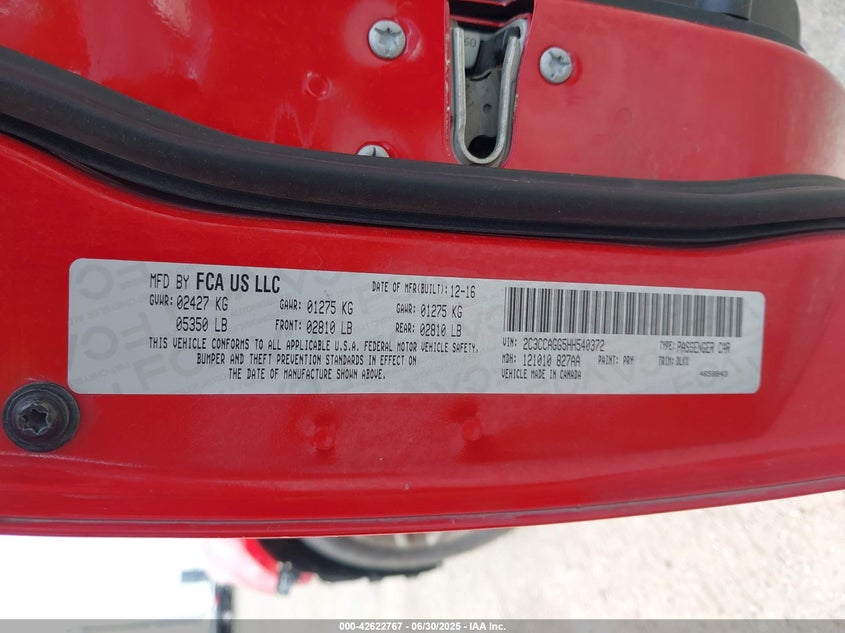 60
MFD BY FCA US LLC
DATE OF MFR(BUILT): 12-16
GVWR: 02427 KG
GAWR: 01275 KG
GAWR: 01275 KG
05350 LB
FRONT: 02810 LB
REAR: 02810 LB
THIS VEHICLE CONFORMS TO ALL APPLICABLE U.S.A. FEDERAL MOTOR VEHICLE SAFETY,
BUMPER AND THEFT PREVENTION STANDARDS IN EFFECT ON
THE DATE OF MANUFACTURE SHOWN ABOVE.
VIN: 2C3CCAGG5HH540372
TYPE: PASSENGER CAR
MDH: 121010 827AA
PAINT: PRY
TRIM: DLX9
VEHICLE MADE IN CANADA
000-42622767 - 06/30/2025 - IAA Inc.